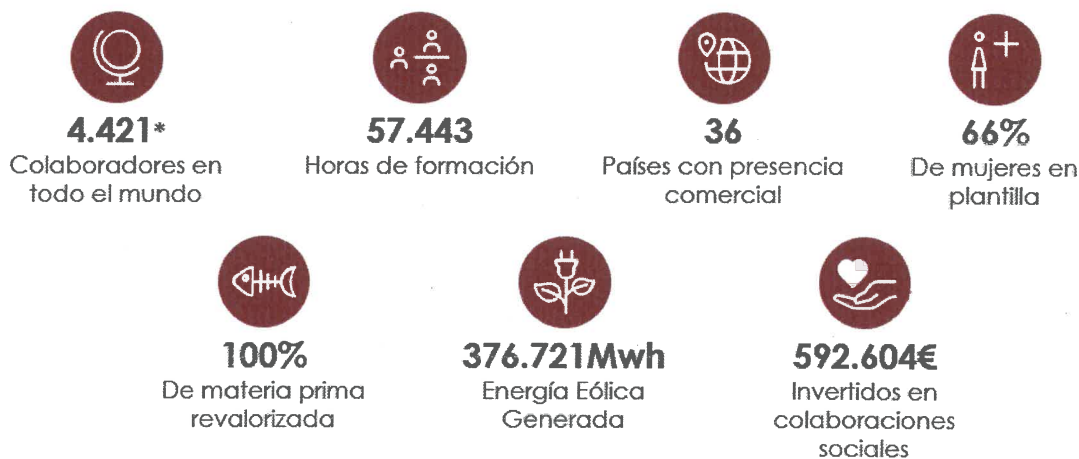 4.421*
Colaboradores en
todo el mundo
57.443
Horas de formación
36
Países con presencia
comercial
66%
De mujeres en
plantilla
100%
De materia prima
revalorizada
376.721Mwh
Energía Eólica
Generada
592.604€
Invertidos en
colaboraciones
sociales